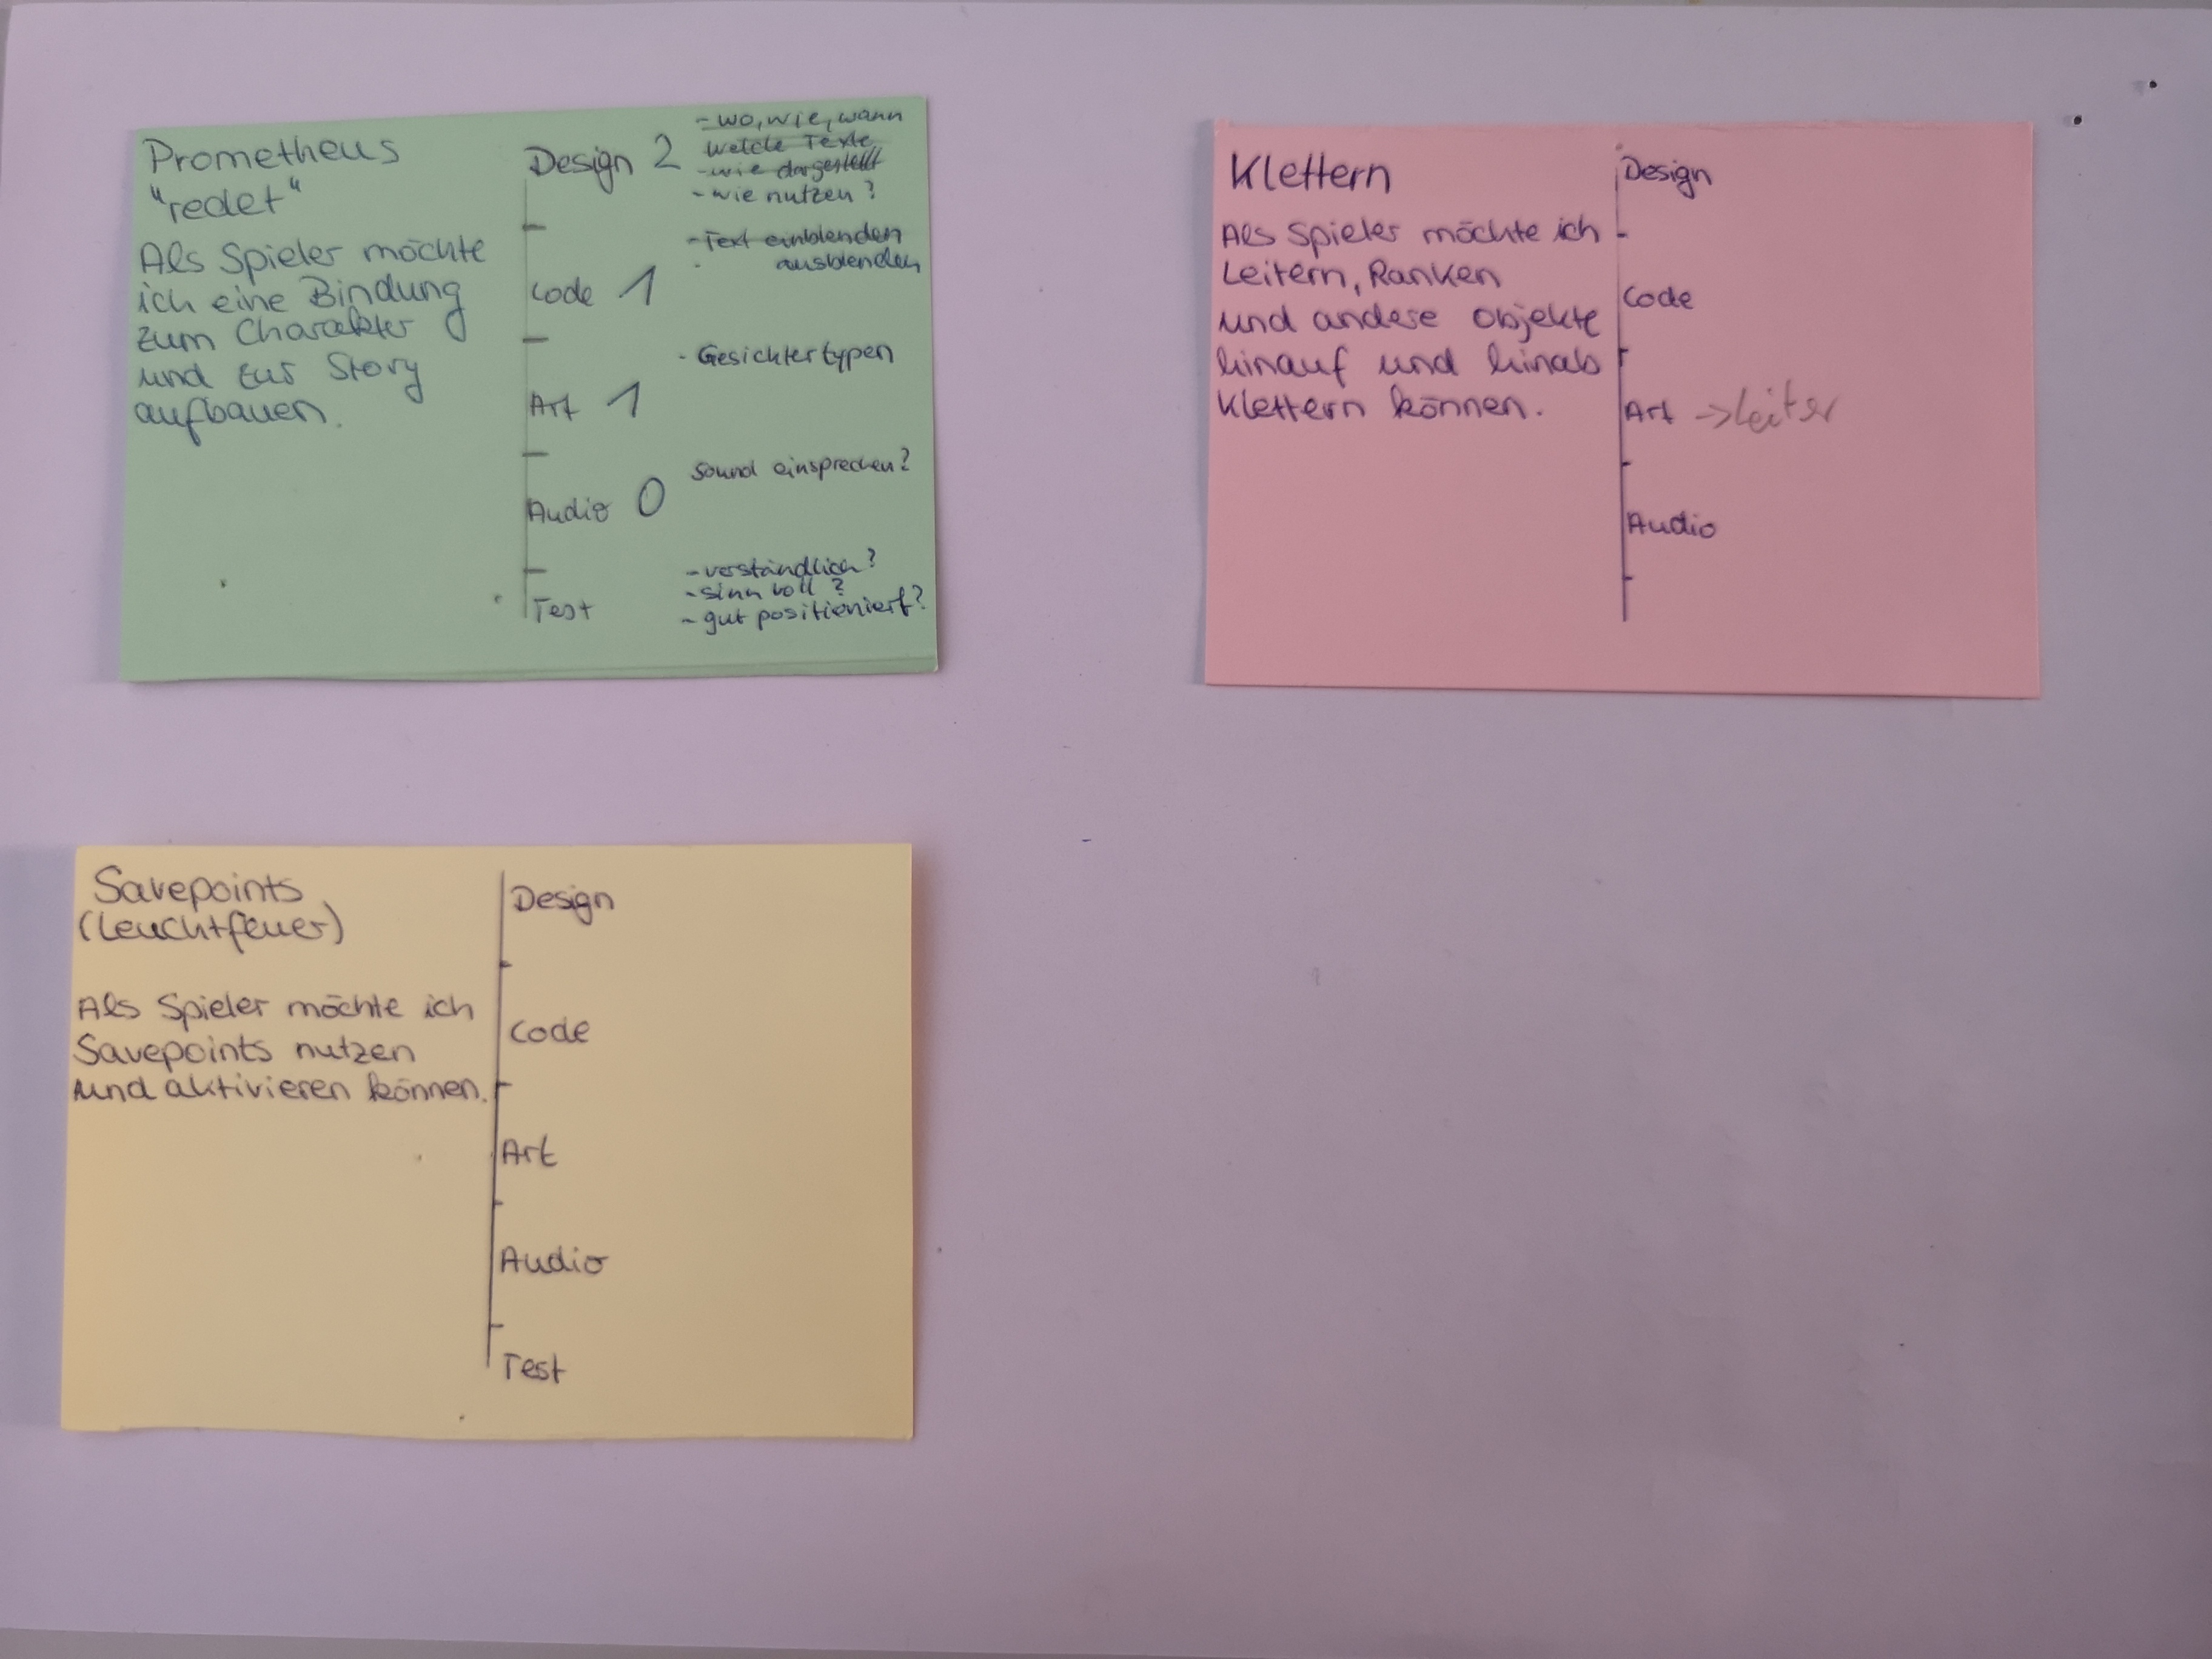 Prometheus
"redet"
Als Spieler möchte
ich eine Bindung
zum Charakter
und zur Story
aufbauen.
Design 2
- wo, wie, wann
welche Texte
- wie dargestellt
- wie nutzen?
Code 1
- Text einblenden
ausblenden
Art 1
- Gesichtertypen
Audio 0
Sound einsprechen?
Test
- verständlich?
- sinnvoll?
- gut positioniert?
Klettern
Als Spieler möchte ich
Leitern, Ranken
und andere Objekte
hinauf und hinab
klettern können.
Design
Code
Art -> Leiter
Audio
Savepoints
(Leuchtfeuer)
Als Spieler möchte ich
Savepoints nutzen
und aktivieren können.
Design
Code
Art
Audio
Test